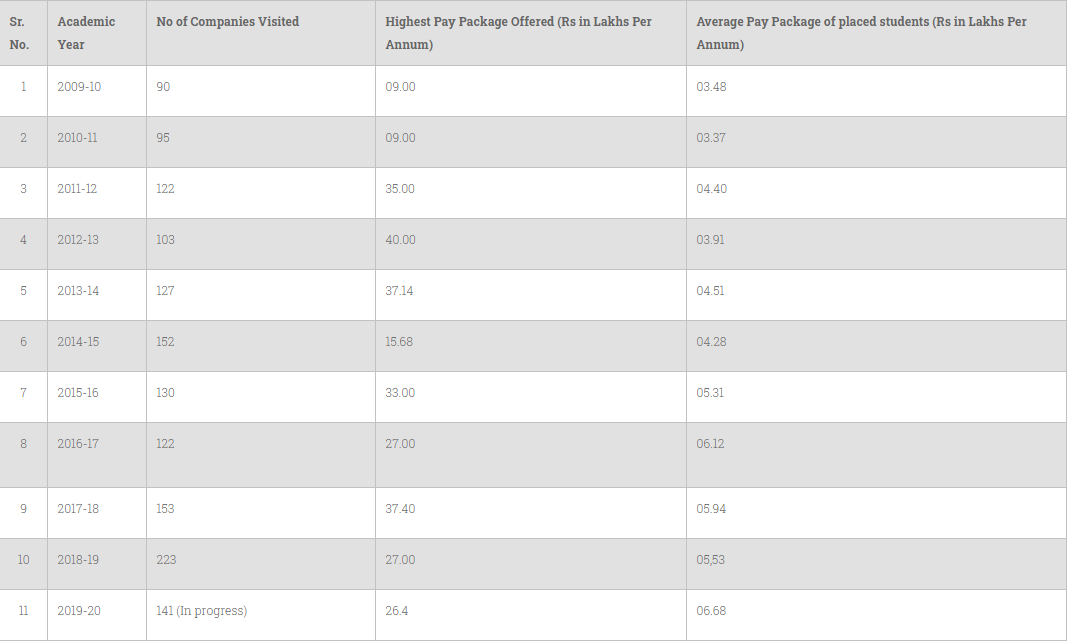 Sr. No. Academic Year No of Companies Visited Highest Pay Package Offered (Rs in Lakhs Per Annum) Average Pay Package of placed students (Rs in Lakhs Per Annum)
1 2009-10 90 09.00 03.48
2 2010-11 95 09.00 03.37
3 2011-12 122 35.00 04.40
4 2012-13 103 40.00 03.91
5 2013-14 127 37.14 04.51
6 2014-15 152 15.68 04.28
7 2015-16 130 33.00 05.31
8 2016-17 122 27.00 06.12
9 2017-18 153 37.40 05.94
10 2018-19 223 27.00 05,53
11 2019-20 141 (In progress) 26.4 06.68